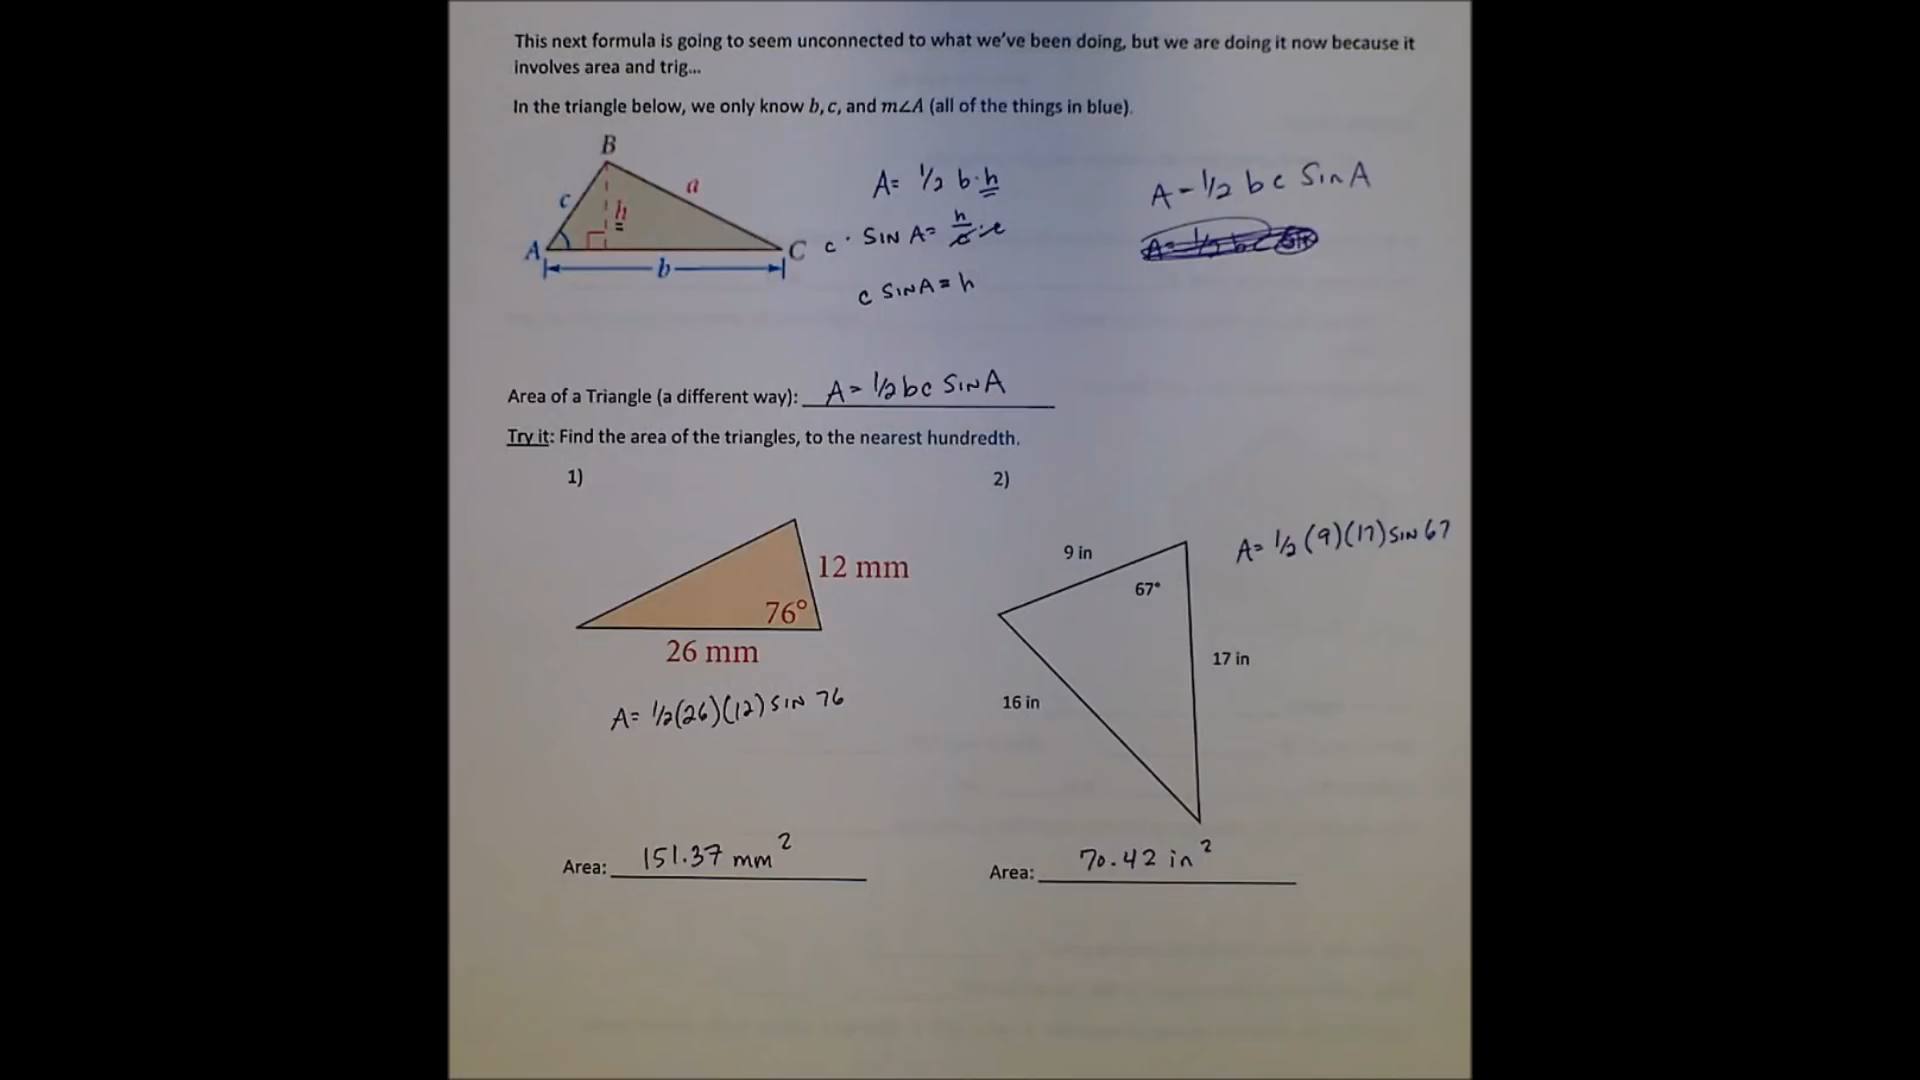 This next formula is going to seem unconnected to what we've been doing, but we are doing it now because it
involves area and trig...
In the triangle below, we only know b, c, and m∠A (all of the things in blue).
B
c
a
h
A
C
b
A = 1/2 b · h
c · SIN A = h/c · c
c SIN A = h
A = 1/2 b c Sin A
Area of a Triangle (a different way): A = 1/2 bc SIN A
Try it: Find the area of the triangles, to the nearest hundredth.
1)
12 mm
76°
26 mm
A = 1/2 (26)(12) SIN 76
Area: 151.37 mm²
2)
9 in
67°
17 in
16 in
A = 1/2 (9)(17) SIN 67
Area: 70.42 in²